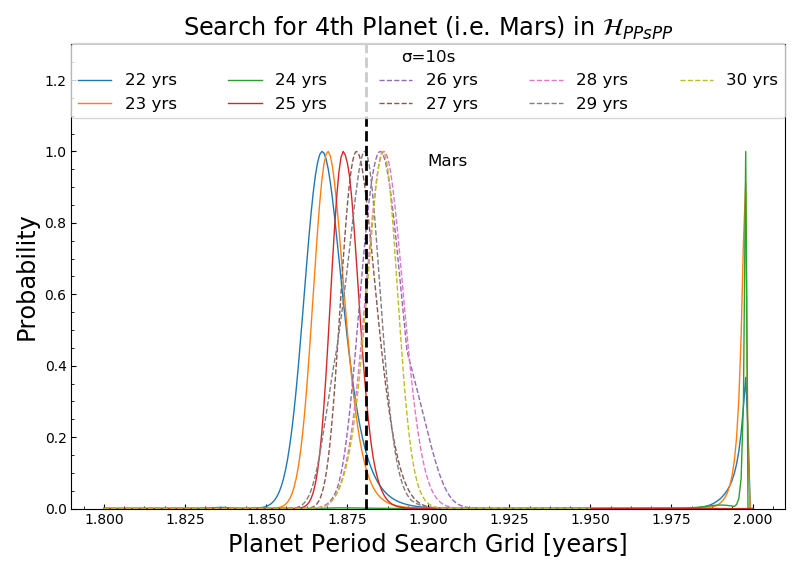 Search for 4th Planet (i.e. Mars) in ℋ_PPsPP
σ=10s
22 yrs 24 yrs 26 yrs 28 yrs 30 yrs
23 yrs 25 yrs 27 yrs 29 yrs
Mars
Probability
1.2
1.0
0.8
0.6
0.4
0.2
0.0
1.800 1.825 1.850 1.875 1.900 1.925 1.950 1.975 2.000
Planet Period Search Grid [years]